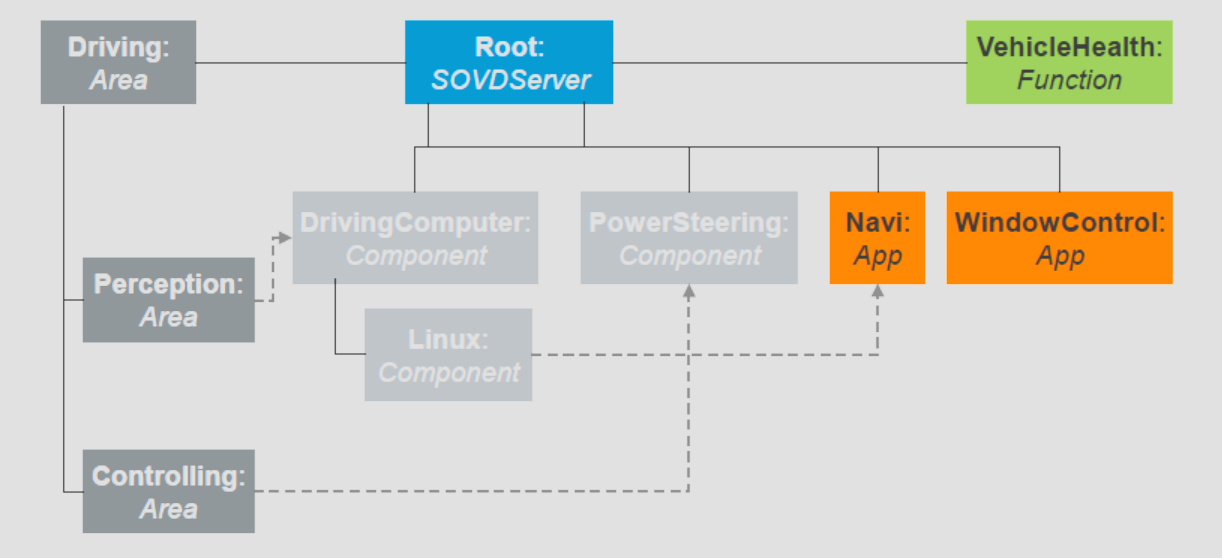 Driving:
Area
Root:
SOVDServer
VehicleHealth:
Function
DrivingComputer:
Component
PowerSteering:
Component
Navi:
App
WindowControl:
App
Perception:
Area
Linux:
Component
Controlling:
Area